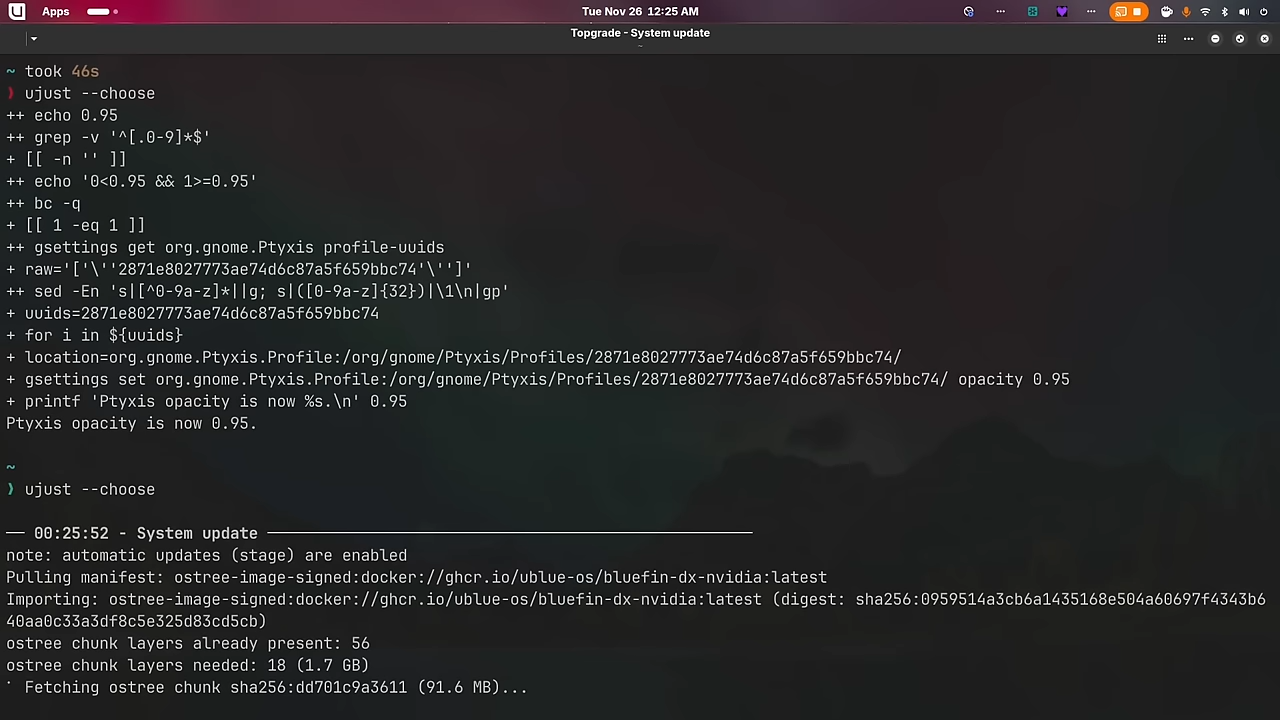 Apps
Tue Nov 26 12:25 AM
Topgrade - System update
~
~ took 46s
❫ ujust --choose
++ echo 0.95
++ grep -v '^[.0-9]*$'
+ [[ -n '' ]]
++ echo '0<0.95 && 1>=0.95'
++ bc -q
+ [[ 1 -eq 1 ]]
++ gsettings get org.gnome.Ptyxis profile-uuids
+ raw='['\''2871e8027773ae74d6c87a5f659bbc74'\'']'
++ sed -En 's|[^0-9a-z]*||g; s|([0-9a-z]{32})|\1\n|gp'
+ uuids=2871e8027773ae74d6c87a5f659bbc74
+ for i in ${uuids}
+ location=org.gnome.Ptyxis.Profile:/org/gnome/Ptyxis/Profiles/2871e8027773ae74d6c87a5f659bbc74/
+ gsettings set org.gnome.Ptyxis.Profile:/org/gnome/Ptyxis/Profiles/2871e8027773ae74d6c87a5f659bbc74/ opacity 0.95
+ printf 'Ptyxis opacity is now %s.\n' 0.95
Ptyxis opacity is now 0.95.
~
❫ ujust --choose
── 00:25:52 - System update ────────────────────────────────────────────────────
note: automatic updates (stage) are enabled
Pulling manifest: ostree-image-signed:docker://ghcr.io/ublue-os/bluefin-dx-nvidia:latest
Importing: ostree-image-signed:docker://ghcr.io/ublue-os/bluefin-dx-nvidia:latest (digest: sha256:0959514a3cb6a1435168e504a60697f4343b6
40aa0c33a3df8c5e325d83cd5cb)
ostree chunk layers already present: 56
ostree chunk layers needed: 18 (1.7 GB)
⠁ Fetching ostree chunk sha256:dd701c9a3611 (91.6 MB)...